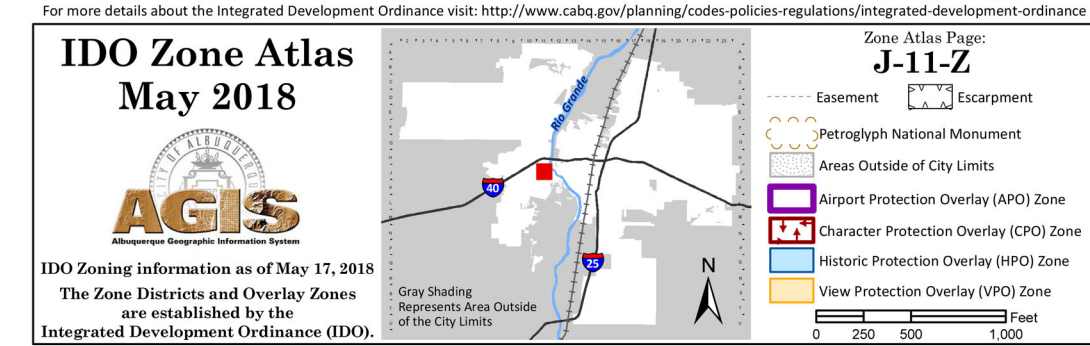 For more details about the Integrated Development Ordinance visit: http://www.cabq.gov/planning/codes-policies-regulations/integrated-development-ordinance
IDO Zone Atlas
May 2018
CITY OF ALBUQUERQUE
AGIS
Albuquerque Geographic Information System
IDO Zoning information as of May 17, 2018
The Zone Districts and Overlay Zones
are established by the
Integrated Development Ordinance (IDO).
Rio Grande
40
25
Gray Shading
Represents Area Outside
of the City Limits
N
Zone Atlas Page:
J-11-Z
Easement
Escarpment
Petroglyph National Monument
Areas Outside of City Limits
Airport Protection Overlay (APO) Zone
Character Protection Overlay (CPO) Zone
Historic Protection Overlay (HPO) Zone
View Protection Overlay (VPO) Zone
Feet
0 250 500 1,000